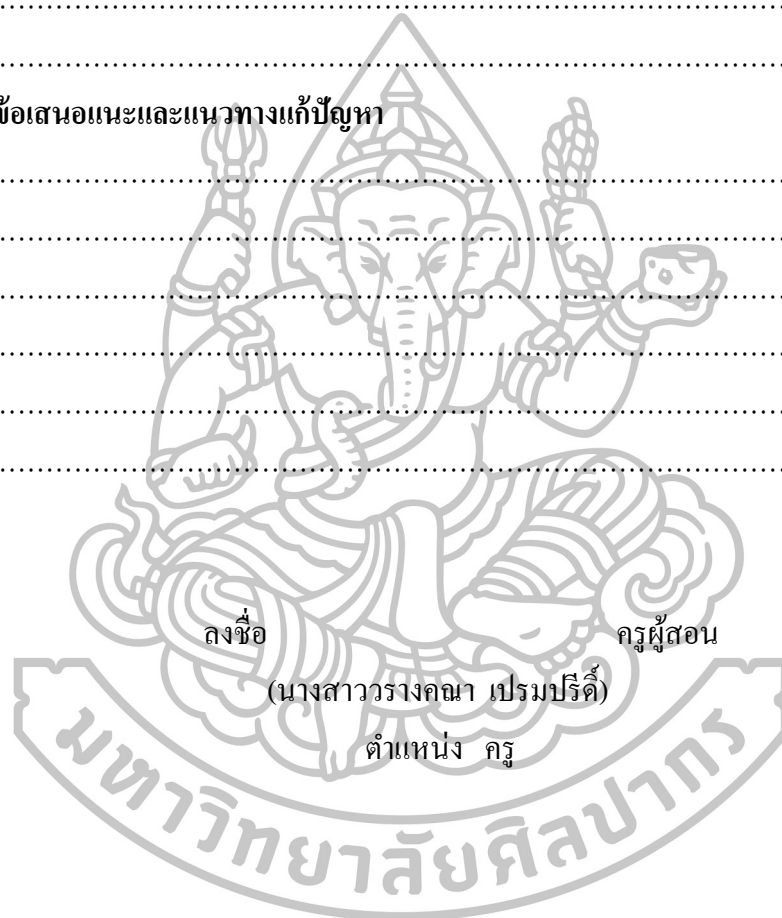 ........................................................................................................
........................................................................................................
ข้อเสนอแนะและแนวทางแก้ปัญหา
........................................................................................................
........................................................................................................
........................................................................................................
........................................................................................................
........................................................................................................
........................................................................................................
ลงชื่อ ครูผู้สอน
(นางสาววรางคณา เปรมปรีดิ์)
ตำแหน่ง ครู
มหาวิทยาลัยศิลปากร